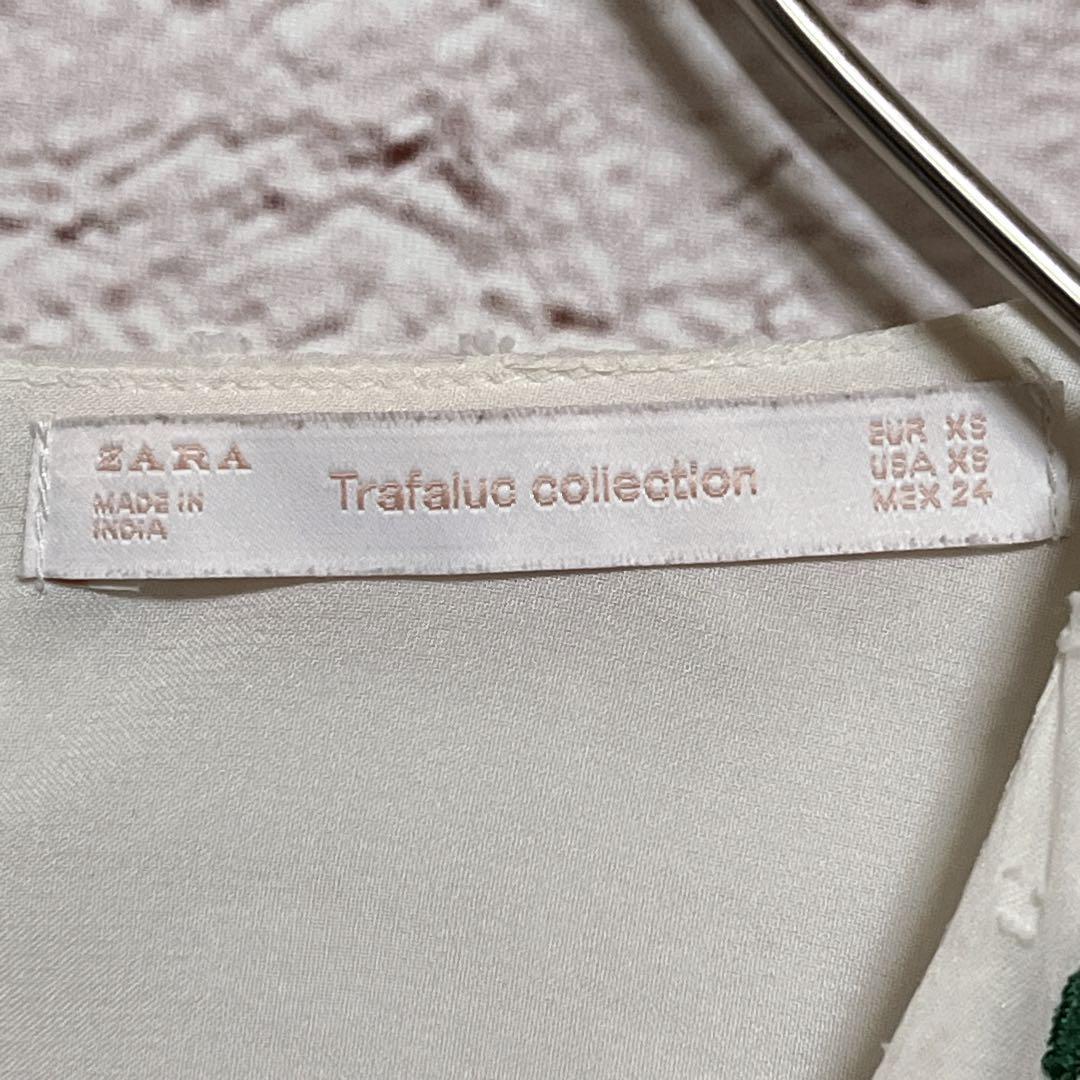 ZARA
MADE IN
INDIA
Trafaluc collection
EUR XS
USA XS
MEX 24